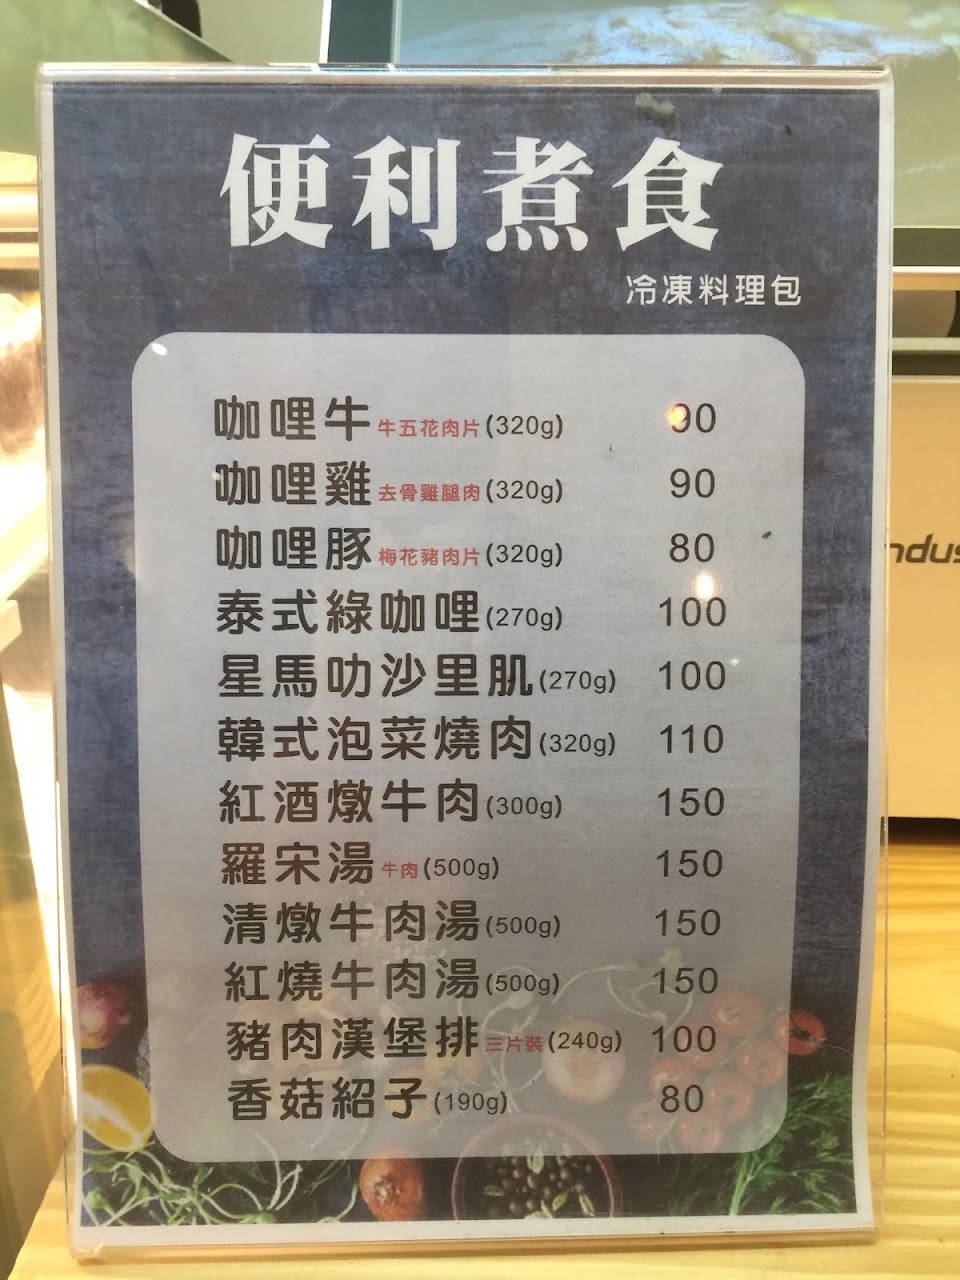 便利煮食
冷凍料理包
咖哩牛 牛五花肉片 (320g) 90
咖哩雞 去骨雞腿肉 (320g) 90
咖哩豚 梅花豬肉片 (320g) 80
泰式綠咖哩 (270g) 100
星馬叻沙里肌 (270g) 100
韓式泡菜燒肉 (320g) 110
紅酒燉牛肉 (300g) 150
羅宋湯 牛肉 (500g) 150
清燉牛肉湯 (500g) 150
紅燒牛肉湯 (500g) 150
豬肉漢堡排 三片裝 (240g) 100
香菇紹子 (190g) 80